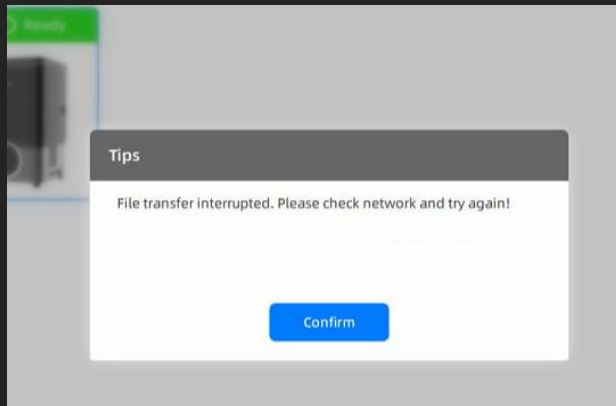 Ready
Tips
File transfer interrupted. Please check network and try again!
Confirm